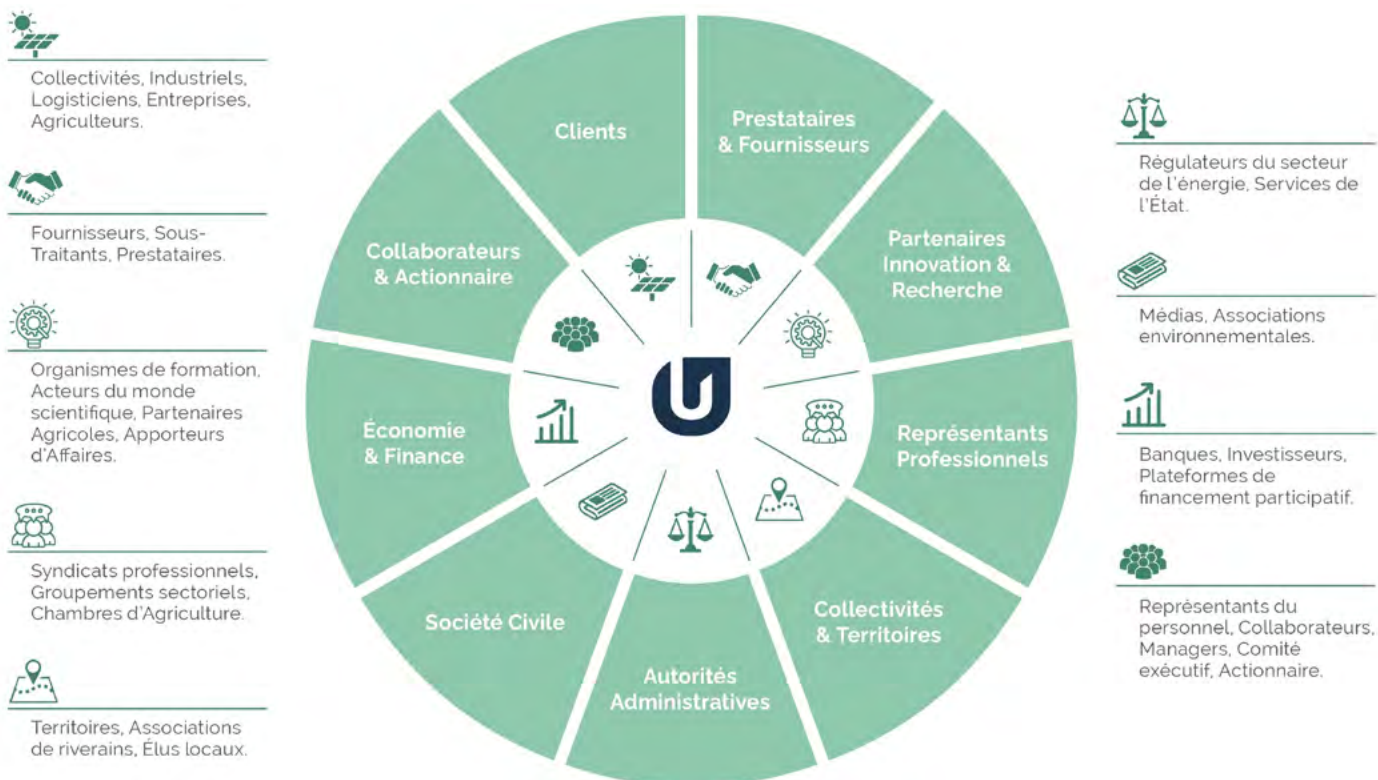 Collectivités, Industriels,
Logisticiens, Entreprises,
Agriculteurs.
Fournisseurs, Sous-
Traitants, Prestataires.
Organismes de formation,
Acteurs du monde
scientifique, Partenaires
Agricoles, Apporteurs
d'Affaires.
Syndicats professionnels,
Groupements sectoriels,
Chambres d'Agriculture.
Territoires, Associations
de riverains, Élus locaux.
Clients
Prestataires
& Fournisseurs
Partenaires
Innovation &
Recherche
Représentants
Professionnels
Collectivités
& Territoires
Autorités
Administratives
Société Civile
Économie
& Finance
Collaborateurs
& Actionnaire
Régulateurs du secteur
de l'énergie, Services de
l'État.
Médias, Associations
environnementales.
Banques, Investisseurs,
Plateformes de
financement participatif.
Représentants du
personnel, Collaborateurs,
Managers, Comité
exécutif, Actionnaire.